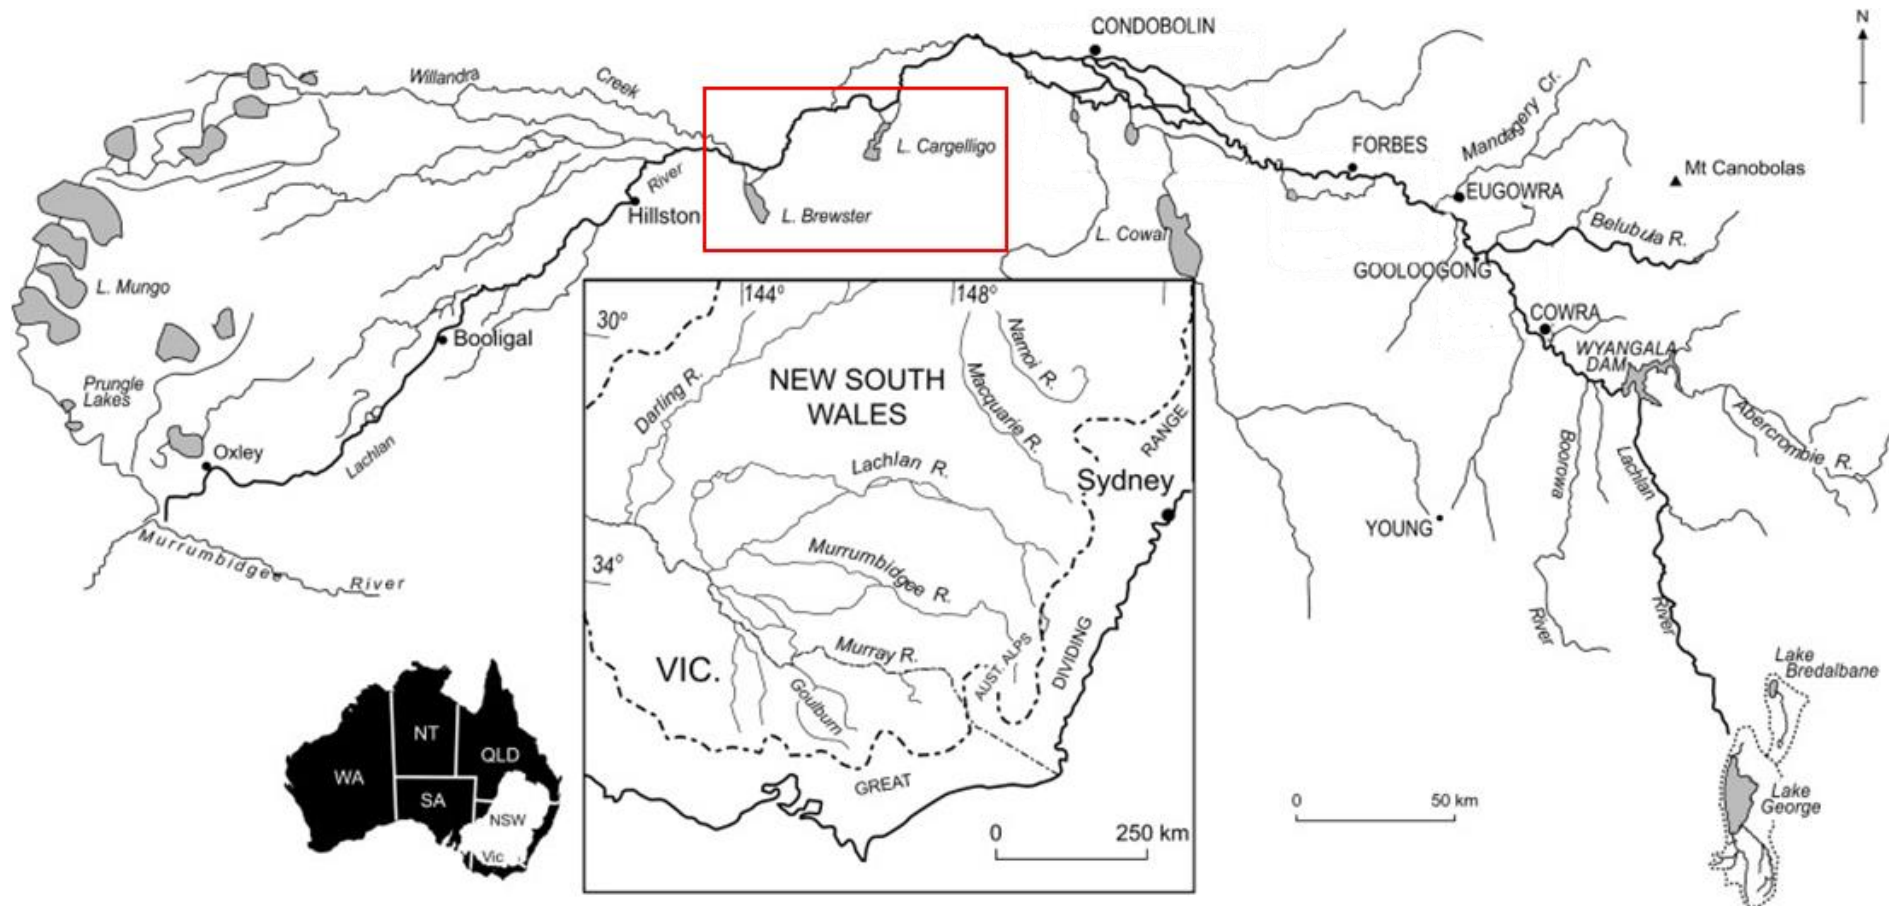 N
CONDOBOLIN
Willandra
Creek
L. Cargelligo
FORBES
Mandagery Cr.
Mt Canobolas
EUGOWRA
River
Hillston
L. Brewster
L. Cowal
Belubula R.
GOOLOOGONG
L. Mungo
Booligal
COWRA
WYANGALA
DAM
Prungle
Lakes
Abercrombie R.
Oxley
Lachlan
Boorowa
River
Lachlan
River
YOUNG
Murrumbidgee
River
Lake
Bredalbane
Lake
George
0 50 km
144°
148°
30°
34°
NEW SOUTH
WALES
Darling R.
Namoi R.
Macquarie R.
RANGE
Lachlan R.
Sydney
Murrumbidgee R.
Murray R.
VIC.
Goulburn
AUST. ALPS
DIVIDING
GREAT
0 250 km
WA
NT
QLD
SA
NSW
Vic